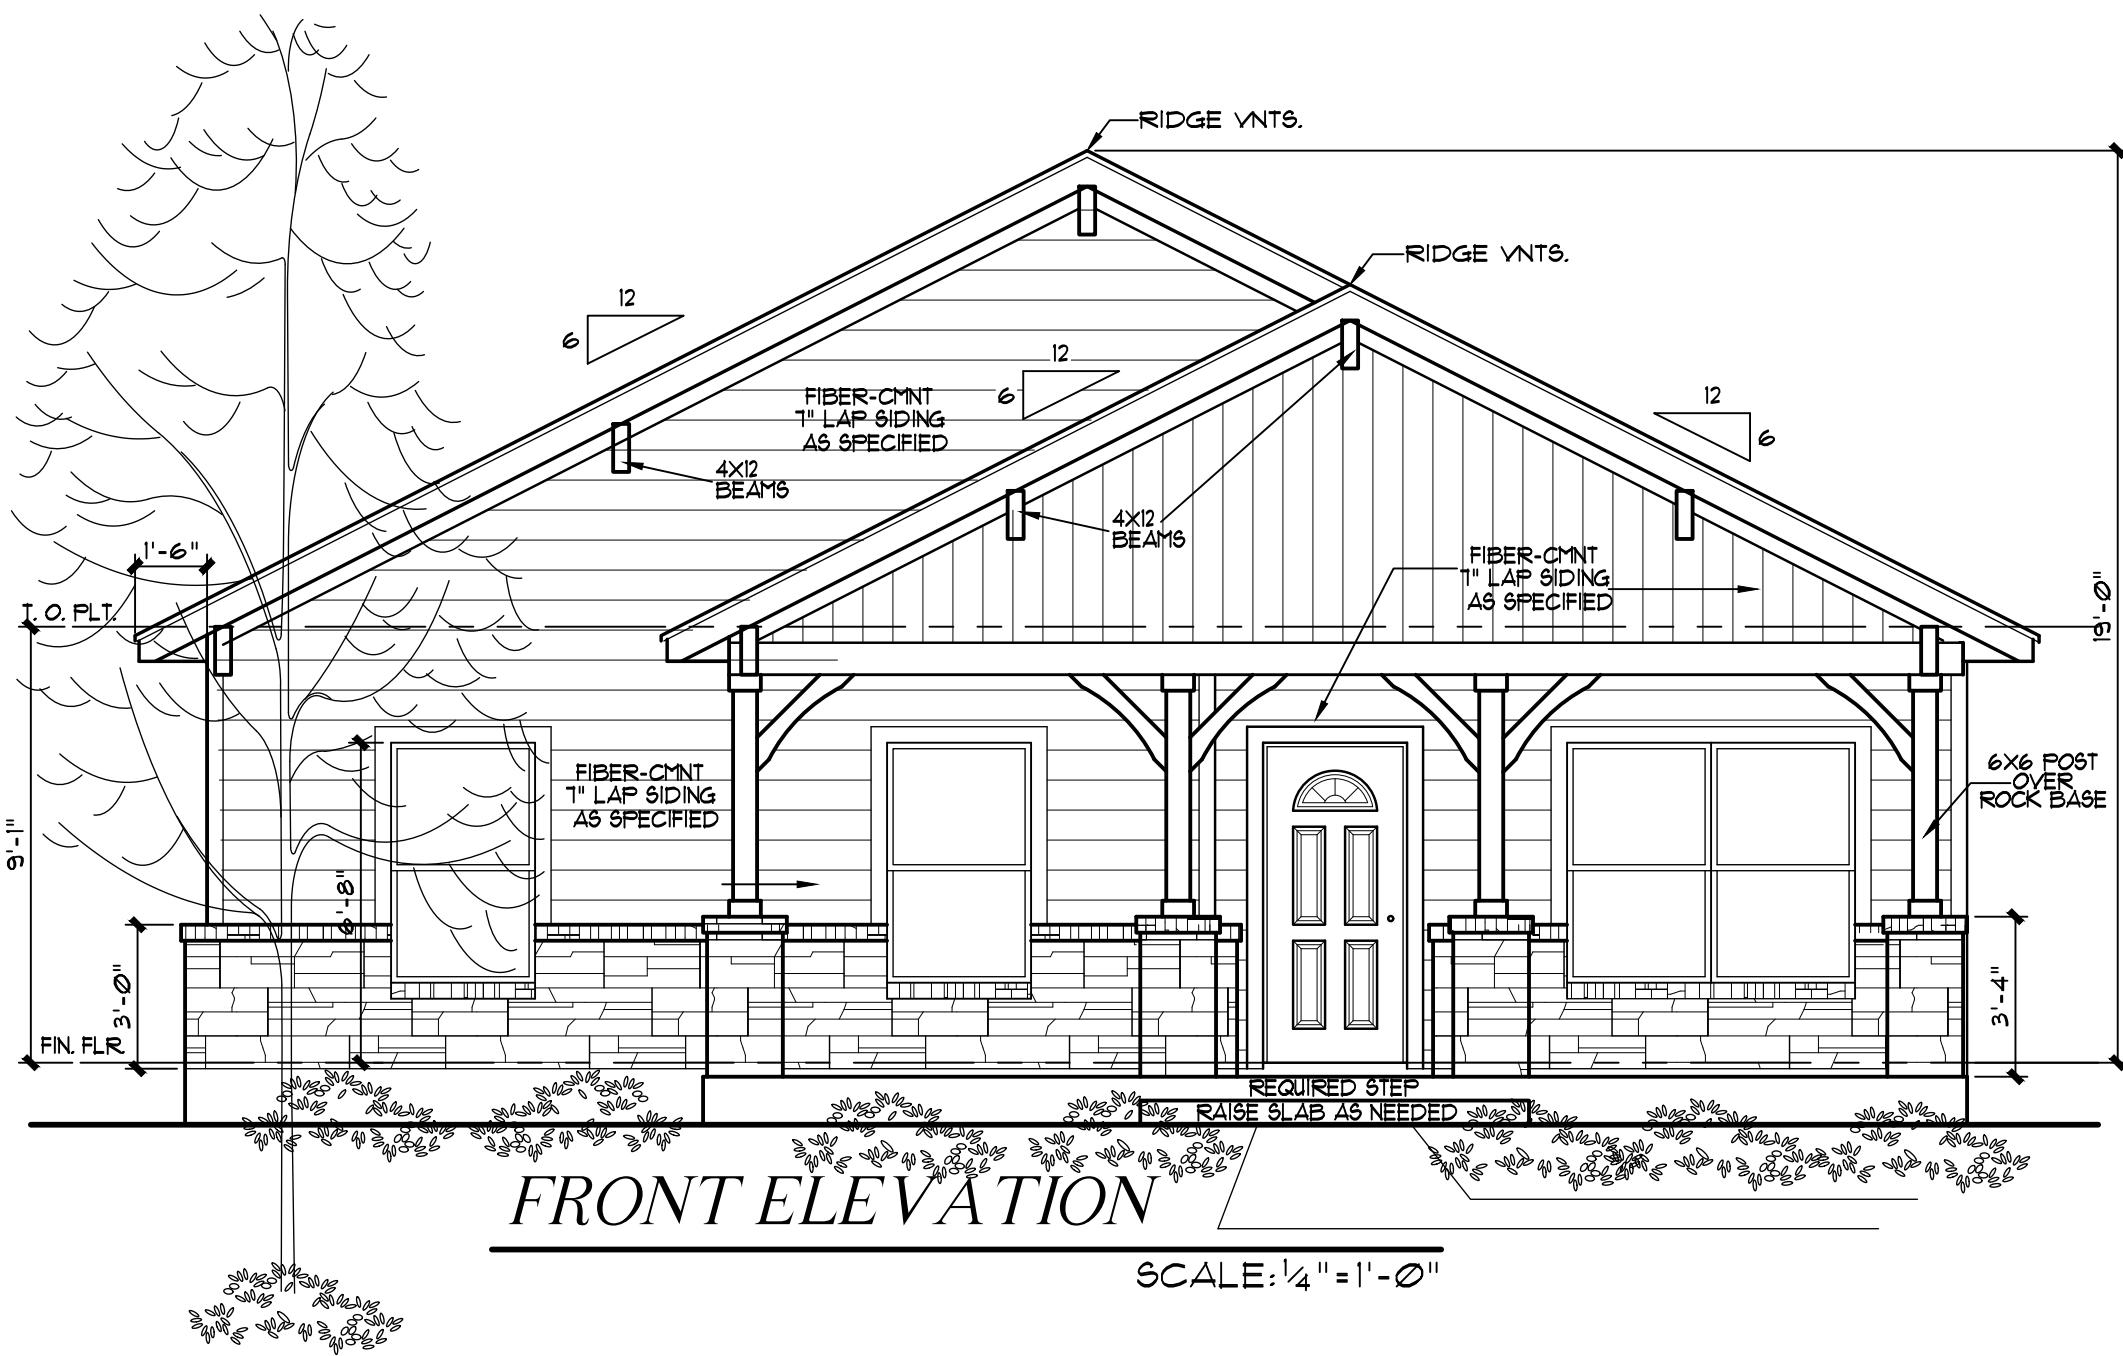 RIDGE VNTS.
RIDGE VNTS.
12
6
12
6
12
6
FIBER-CMNT
7" LAP SIDING
AS SPECIFIED
4X12
BEAMS
4X12
BEAMS
FIBER-CMNT
7" LAP SIDING
AS SPECIFIED
1'-6"
T. O. PLT.
19'-0"
FIBER-CMNT
7" LAP SIDING
AS SPECIFIED
6X6 POST
OVER
ROCK BASE
9'-1"
6'-8"
3'-0"
3'-4"
FIN. FLR.
REQUIRED STEP
RAISE SLAB AS NEEDED
FRONT ELEVATION
SCALE: 1/4"=1'-0"